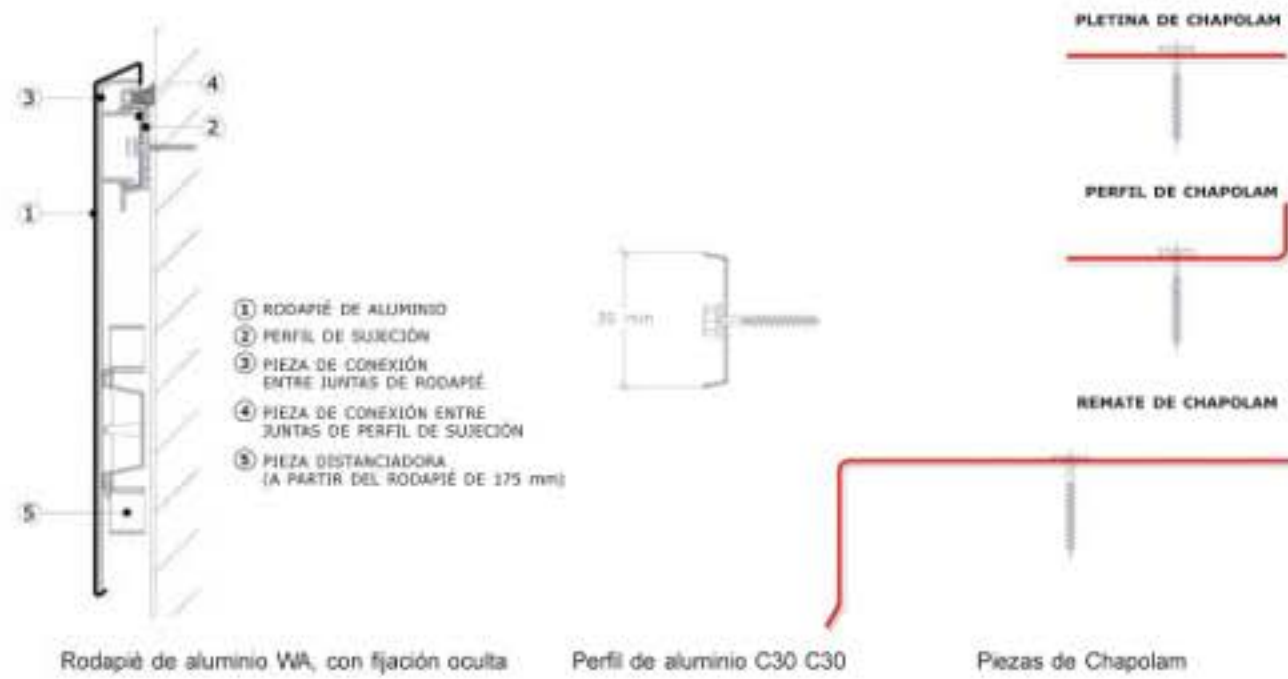 PLETINA DE CHAPOLAM
3
4
2
1
PERFIL DE CHAPOLAM
1 RODAPIÉ DE ALUMINIO
2 PERFIL DE SUJECIÓN
3 PIEZA DE CONEXIÓN
ENTRE JUNTAS DE RODAPIÉ
4 PIEZA DE CONEXIÓN ENTRE
JUNTAS DE PERFIL DE SUJECIÓN
5 PIEZA DISTANCIADORA
(A PARTIR DEL RODAPIÉ DE 175 mm)
5
mm
REMATE DE CHAPOLAM
Rodapié de aluminio WA, con fijación oculta
Perfil de aluminio C30 C30
Piezas de Chapolam